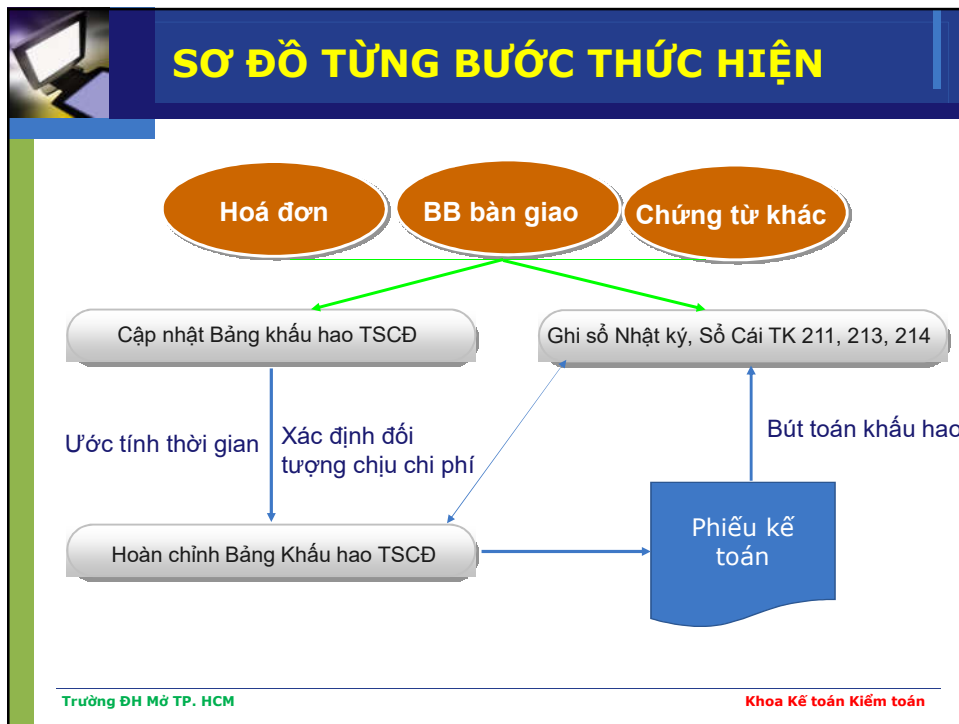 SƠ ĐỒ TỪNG BƯỚC THỨC HIỆN
Hoá đơn
BB bàn giao
Chứng từ khác
Cập nhật Bảng khấu hao TSCĐ
Ghi sổ Nhật ký, Sổ Cái TK 211, 213, 214
Ước tính thời gian
Xác định đối
tượng chịu chi phí
Bút toán khấu hao
Hoàn chỉnh Bảng Khấu hao TSCĐ
Phiếu kế
toán
Trường ĐH Mở TP. HCM
Khoa Kế toán Kiểm toán